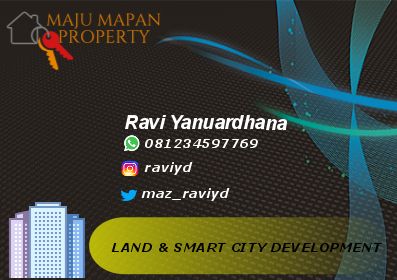 MAJU MAPAN
PROPERTY
Ravi Yanuardhana
081234597769
raviyd
maz_raviyd
LAND & SMART CITY DEVELOPMENT